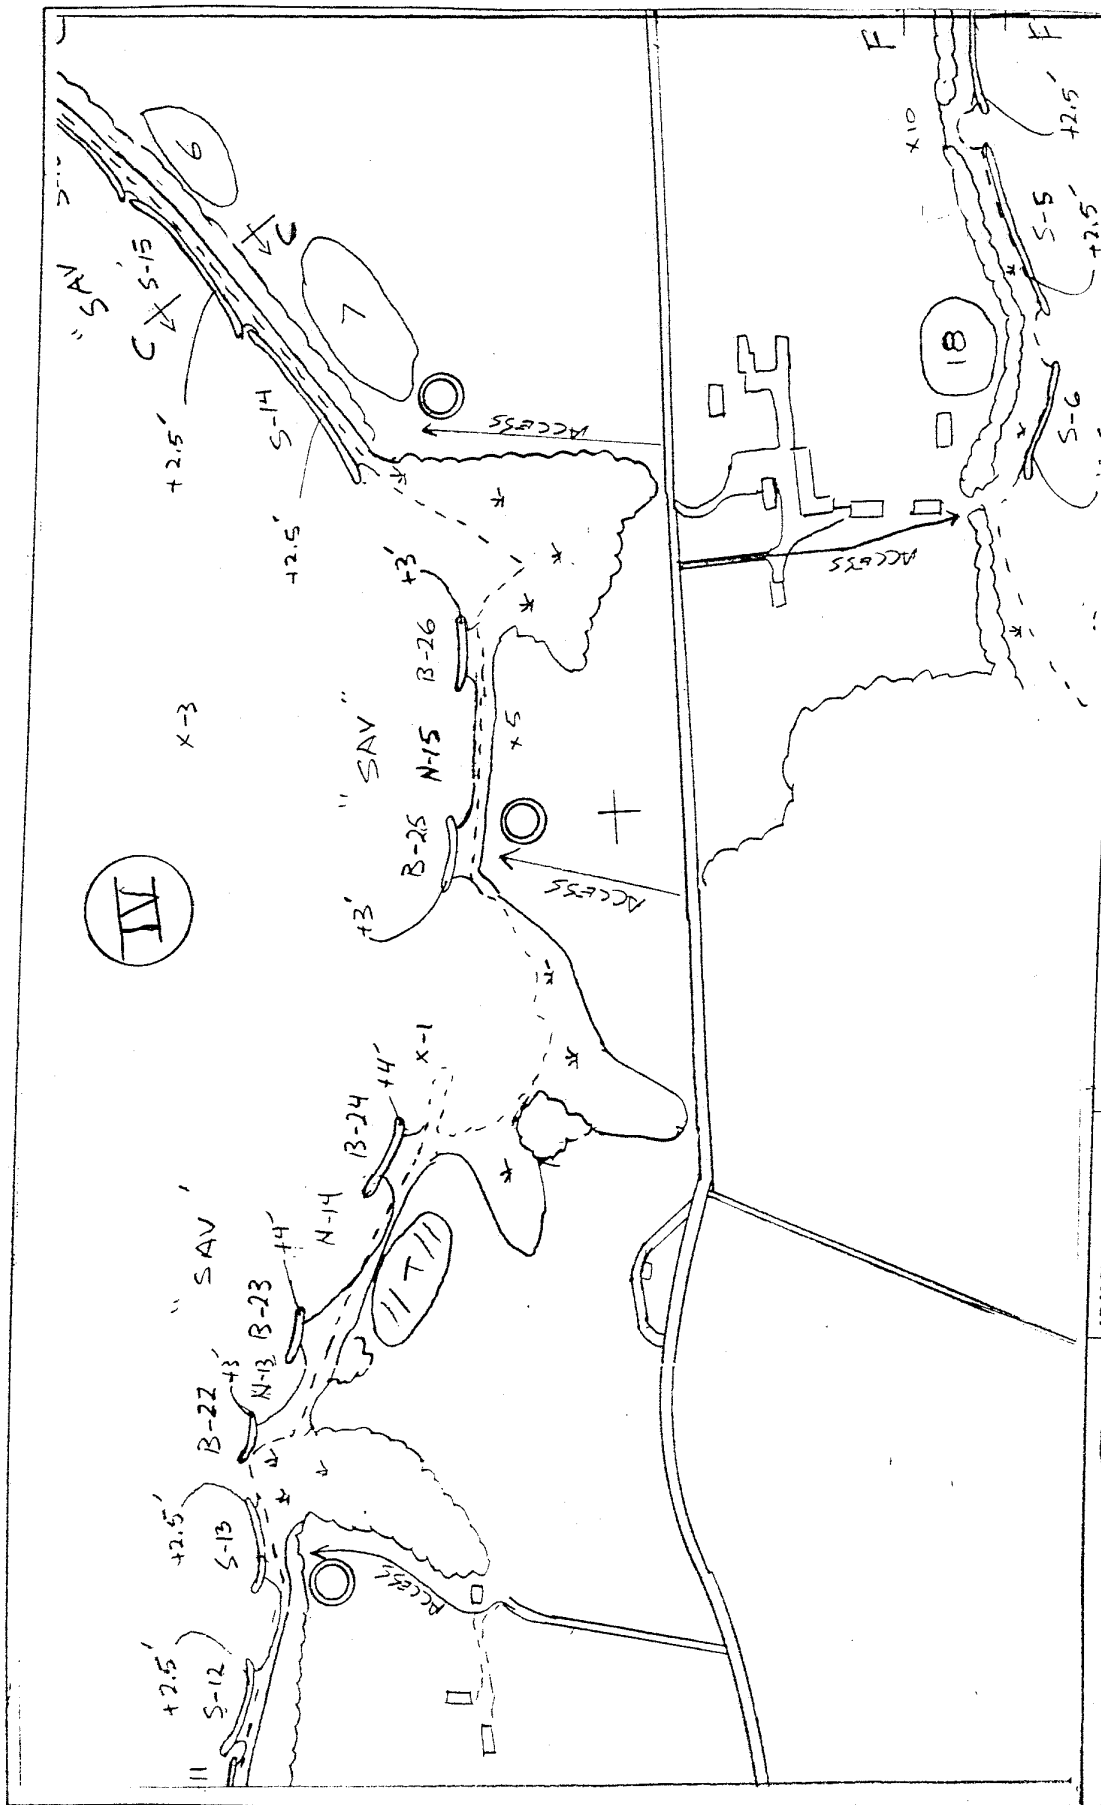 "SAV
C
S-15
C
+2.5'
S-14
+2.5'
6
7
ACCESS
F
F
x10
+2.5'
S-5
+2.5'
18
S-6
ACCESS
x-3
+3'
B-26
"SAV"
N-15
x5
B-25
+3'
ACCESS
IV
x-1
+4'
B-24
N-14
"SAV'
+4'
B-23
T
N-13
+3'
B-22
+2.5'
S-13
ACCESS
+2.5'
S-12
11